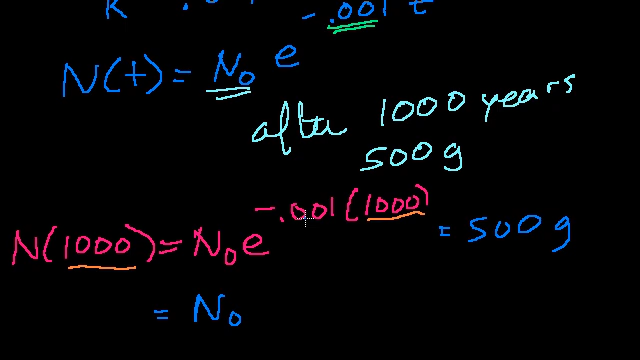 -.001 t
N(t) = N₀ e
after 1000 years
500 g
N(1000) = N₀ e^-.001(1000) = 500 g
= N₀